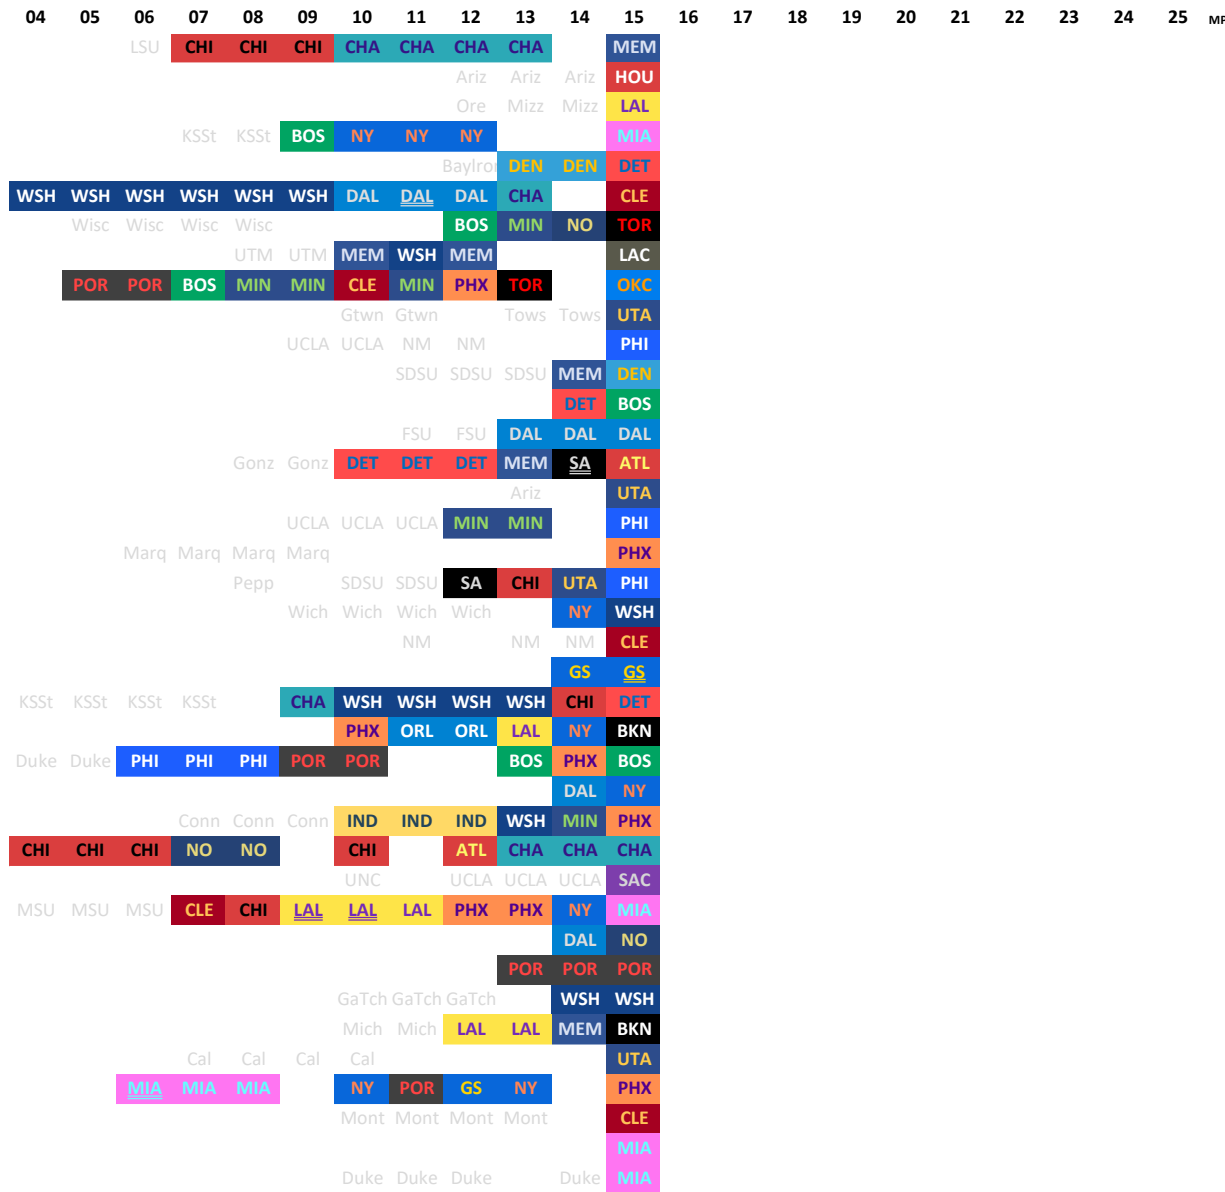 04 05 06 07 08 09 10 11 12 13 14 15 16 17 18 19 20 21 22 23 24 25
LSU CHI CHI CHI CHA CHA CHA CHA MEM
Ariz Ariz Ariz HOU
Ore Mizz Mizz LAL
KSSt KSSt BOS NY NY NY MIA
Baylror DEN DEN DET
WSH WSH WSH WSH WSH WSH DAL DAL DAL CHA CLE
Wisc Wisc Wisc Wisc BOS MIN NO TOR
UTM UTM MEM WSH MEM LAC
POR POR BOS MIN MIN CLE MIN PHX TOR OKC
Gtwn Gtwn Tows Tows UTA
UCLA UCLA NM NM PHI
SDSU SDSU SDSU MEM DEN
DET BOS
FSU FSU DAL DAL DAL
Gonz Gonz DET DET DET MEM SA ATL
Ariz UTA
UCLA UCLA UCLA MIN MIN PHI
Marq Marq Marq Marq PHX
Pepp SDSU SDSU SA CHI UTA PHI
Wich Wich Wich Wich NY WSH
NM NM NM CLE
GS GS
KSSt KSSt KSSt KSSt CHA WSH WSH WSH WSH CHI DET
PHX ORL ORL LAL NY BKN
Duke Duke PHI PHI PHI POR POR BOS PHX BOS
DAL NY
Conn Conn Conn IND IND IND WSH MIN PHX
CHI CHI CHI NO NO CHI ATL CHA CHA CHA
UNC UCLA UCLA UCLA SAC
MSU MSU MSU CLE CHI LAL LAL LAL PHX PHX NY MIA
DAL NO
POR POR POR
GaTch GaTch GaTch WSH WSH
Mich Mich LAL LAL MEM BKN
Cal Cal Cal Cal UTA
MIA MIA MIA NY POR GS NY PHX
Mont Mont Mont Mont CLE
MIA
Duke Duke Duke Duke MIA